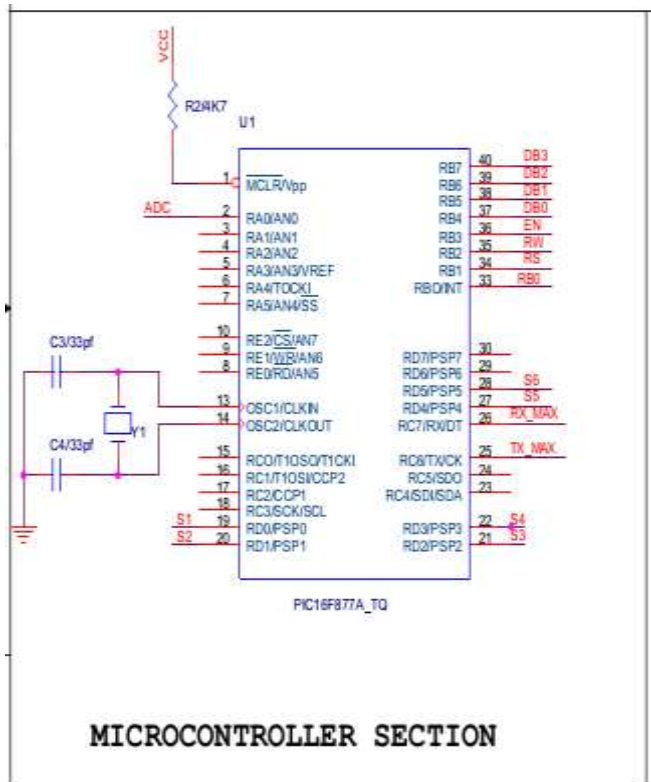 VCC
R2/4K7
U1
1 MCLR/Vpp
ADC 2 RA0/AN0
3 RA1/AN1
4 RA2/AN2
5 RA3/AN3/VREF
6 RA4/TOCKI
7 RA5/AN4/SS
10 RE2/CS/AN7
9 RE1/WR/AN6
8 RE0/RD/AN5
C3/33pf
13 OSC1/CLKIN
14 OSC2/CLKOUT
Y1
C4/33pf
15 RCO/T1OSO/T1CKI
16 RC1/T1OSI/CCP2
17 RC2/CCP1
18 RC3/SCK/SCL
S1 19 RD0/PSP0
S2 20 RD1/PSP1
RB7 40 DB3
RB6 39 DB2
RB5 38 DB1
RB4 37 DB0
RB3 36 EN
RB2 35 RW
RB1 34 RS
RBO/INT 33 RB0
RD7/PSP7 30
RD6/PSP6 29
RD5/PSP5 28 S6
RD4/PSP4 27 S5
RC7/RX/DT 26 RX_MAX
RC6/TX/CK 25 TX_MAX
RC5/SDO 24
RC4/SDI/SDA 23
RD3/PSP3 22 S4
RD2/PSP2 21 S3
PIC16F877A_TQ
MICROCONTROLLER SECTION